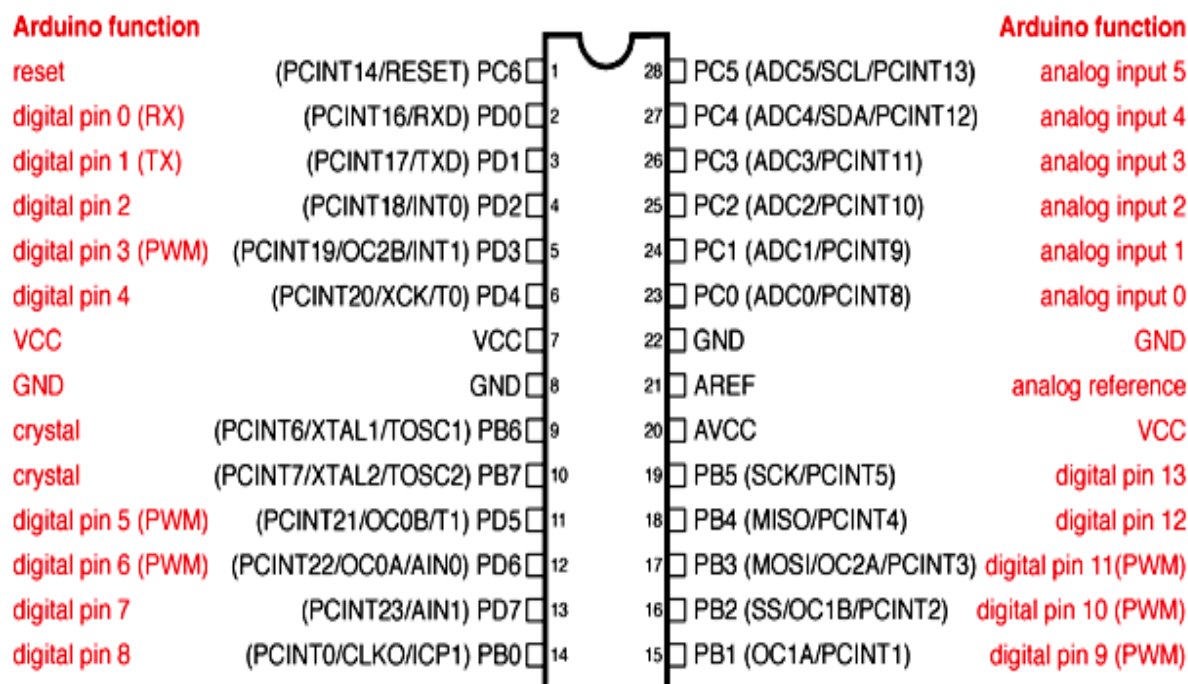 Arduino function Arduino function
reset (PCINT14/RESET) PC6 1 28 PC5 (ADC5/SCL/PCINT13) analog input 5
digital pin 0 (RX) (PCINT16/RXD) PD0 2 27 PC4 (ADC4/SDA/PCINT12) analog input 4
digital pin 1 (TX) (PCINT17/TXD) PD1 3 26 PC3 (ADC3/PCINT11) analog input 3
digital pin 2 (PCINT18/INT0) PD2 4 25 PC2 (ADC2/PCINT10) analog input 2
digital pin 3 (PWM) (PCINT19/OC2B/INT1) PD3 5 24 PC1 (ADC1/PCINT9) analog input 1
digital pin 4 (PCINT20/XCK/T0) PD4 6 23 PC0 (ADC0/PCINT8) analog input 0
VCC VCC 7 22 GND GND
GND GND 8 21 AREF analog reference
crystal (PCINT6/XTAL1/TOSC1) PB6 9 20 AVCC VCC
crystal (PCINT7/XTAL2/TOSC2) PB7 10 19 PB5 (SCK/PCINT5) digital pin 13
digital pin 5 (PWM) (PCINT21/OC0B/T1) PD5 11 18 PB4 (MISO/PCINT4) digital pin 12
digital pin 6 (PWM) (PCINT22/OC0A/AIN0) PD6 12 17 PB3 (MOSI/OC2A/PCINT3) digital pin 11(PWM)
digital pin 7 (PCINT23/AIN1) PD7 13 16 PB2 (SS/OC1B/PCINT2) digital pin 10 (PWM)
digital pin 8 (PCINT0/CLKO/ICP1) PB0 14 15 PB1 (OC1A/PCINT1) digital pin 9 (PWM)